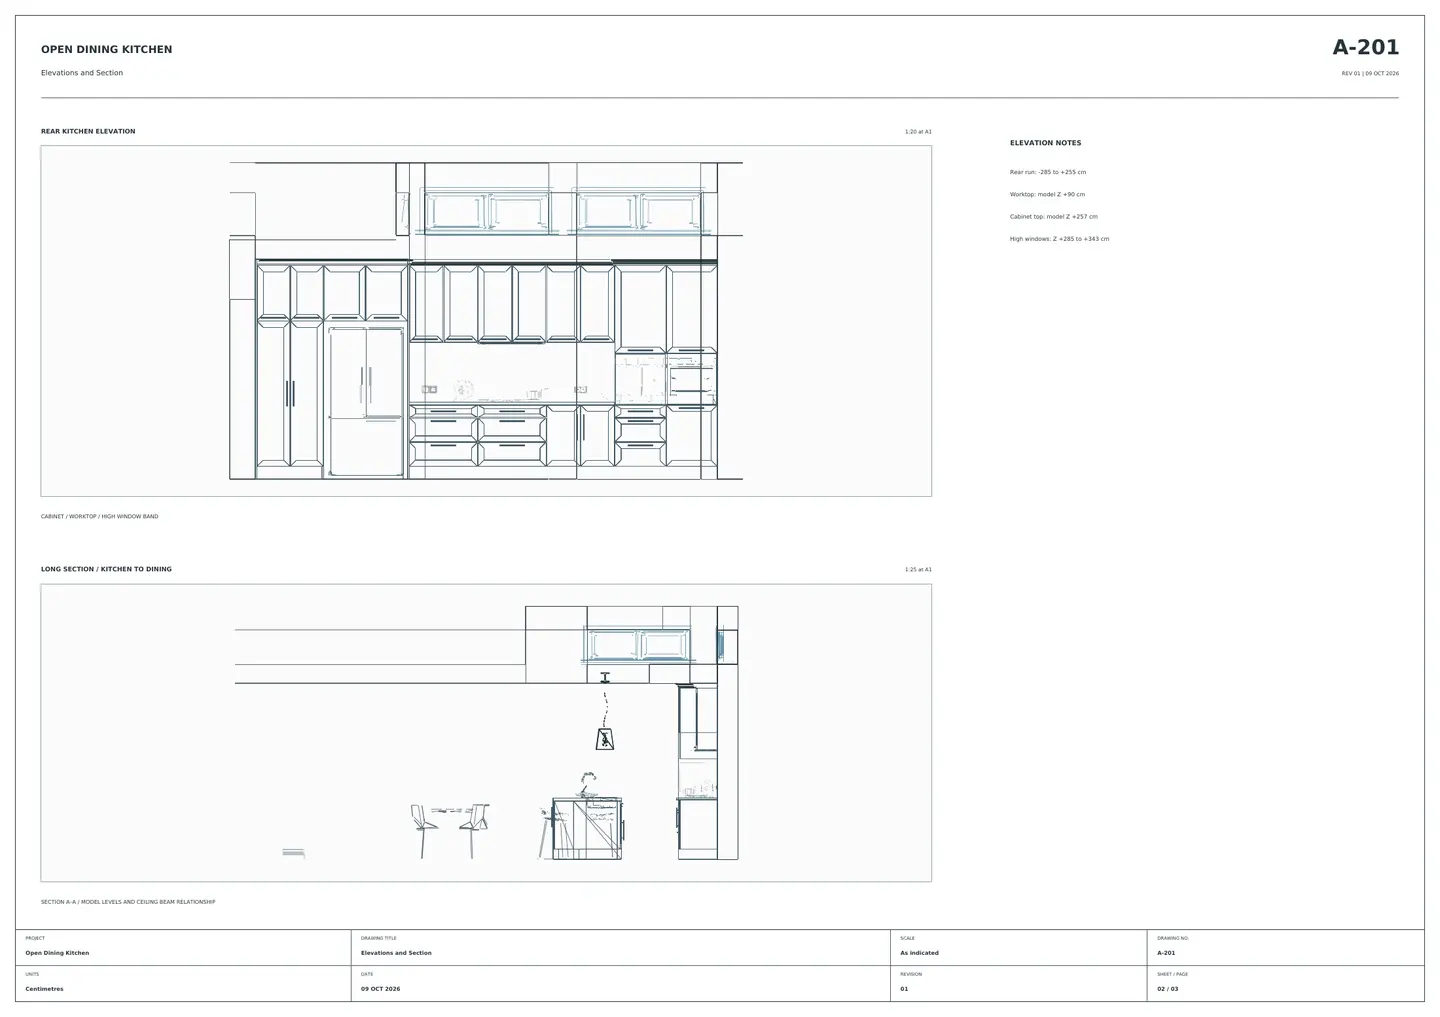 OPEN DINING KITCHEN
Elevations and Section
A-201
REV 01 | 09 OCT 2026
REAR KITCHEN ELEVATION
1:20 at A1
CABINET / WORKTOP / HIGH WINDOW BAND
LONG SECTION / KITCHEN TO DINING
1:25 at A1
SECTION A-A / MODEL LEVELS AND CEILING BEAM RELATIONSHIP
ELEVATION NOTES
Rear run: -285 to +255 cm
Worktop: model Z +90 cm
Cabinet top: model Z +257 cm
High windows: Z +285 to +343 cm
PROJECT
Open Dining Kitchen
DRAWING TITLE
Elevations and Section
SCALE
As indicated
DRAWING NO.
A-201
UNITS
Centimetres
DATE
09 OCT 2026
REVISION
01
SHEET / PAGE
02 / 03